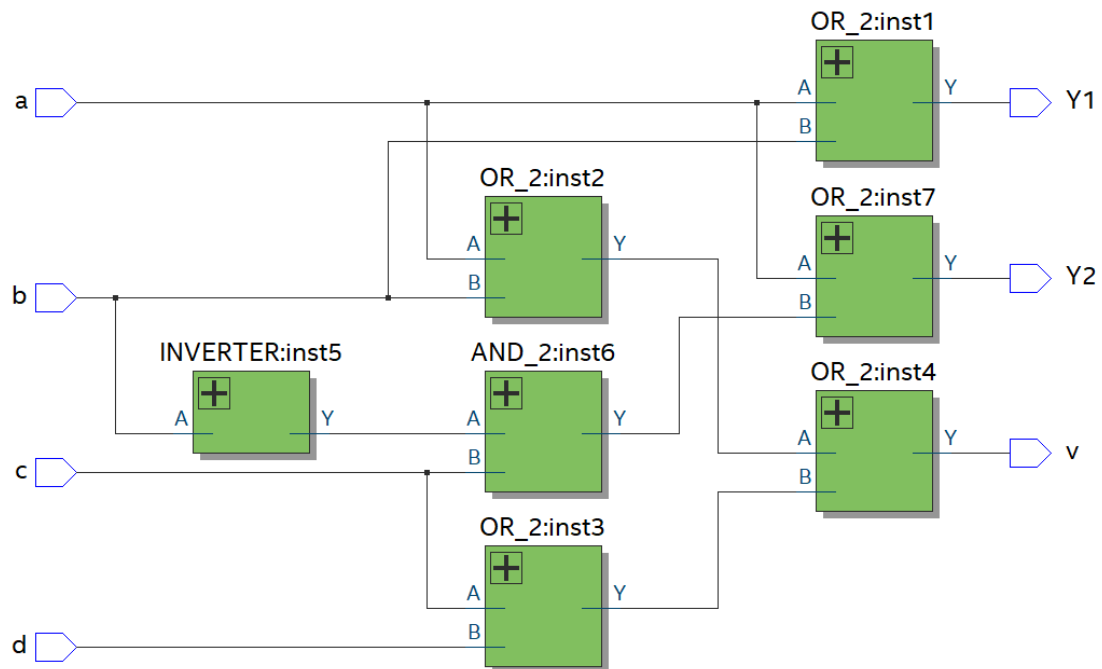 OR_2:inst1
a
A
Y
Y1
B
OR_2:inst2
OR_2:inst7
A
Y
A
Y
Y2
b
B
B
INVERTER:inst5
AND_2:inst6
OR_2:inst4
A
Y
A
Y
A
Y
v
c
B
B
OR_2:inst3
A
Y
d
B